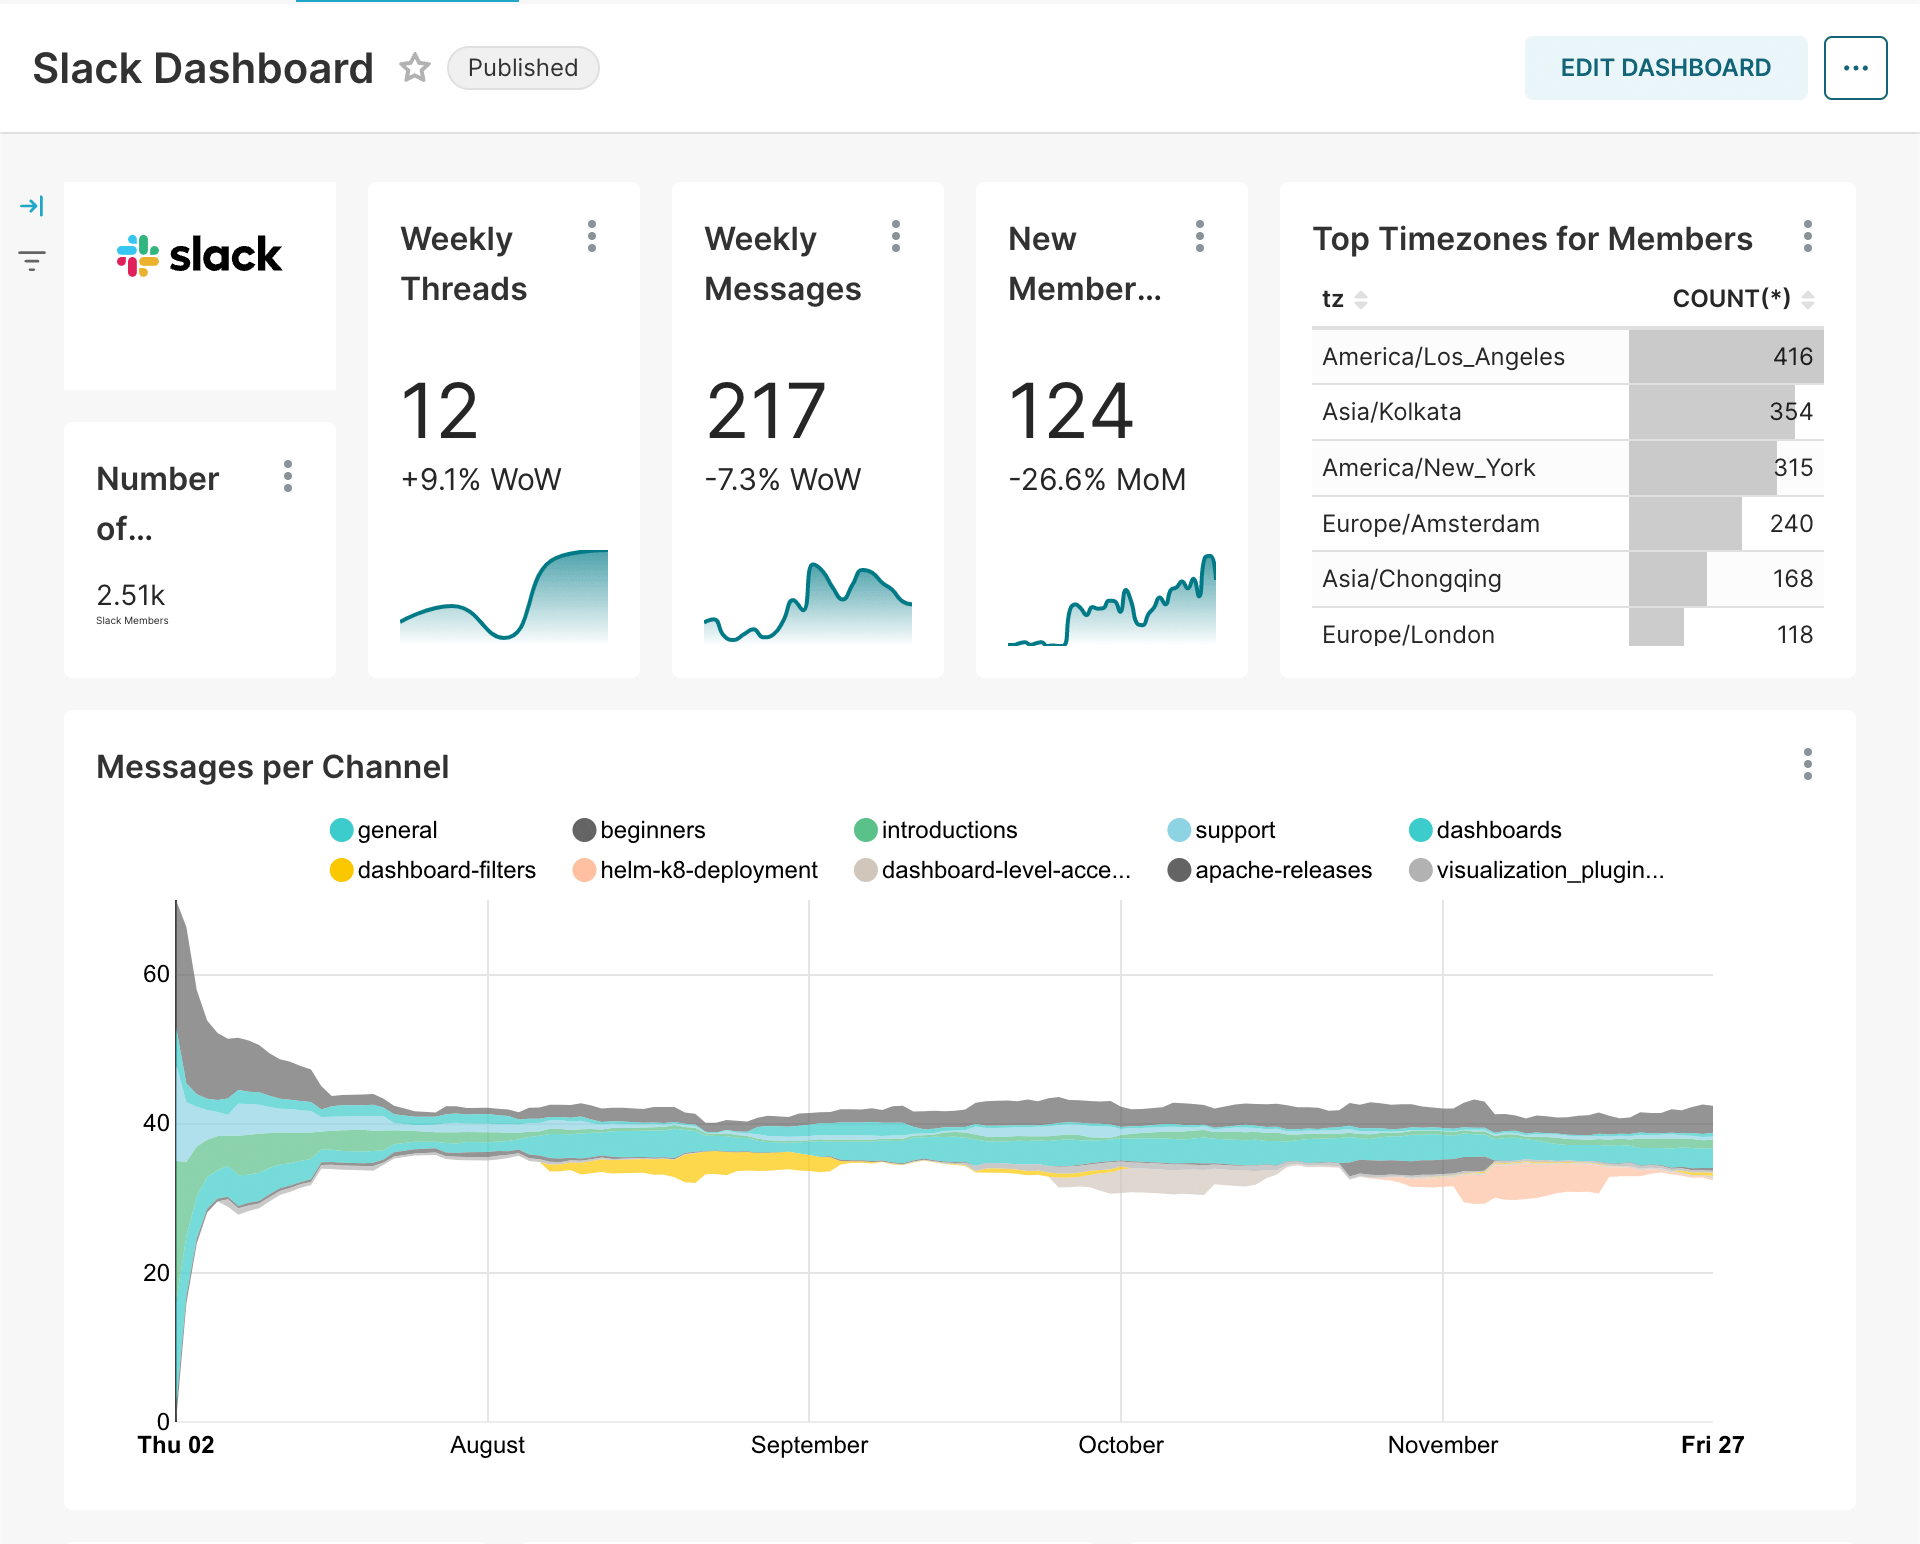 Slack Dashboard
Published
EDIT DASHBOARD
slack
Number
of...
2.51k
Slack Members
Weekly
Threads
12
+9.1% WoW
Weekly
Messages
217
-7.3% WoW
New
Member...
124
-26.6% MoM
Top Timezones for Members
tz COUNT(*)
America/Los_Angeles 416
Asia/Kolkata 354
America/New_York 315
Europe/Amsterdam 240
Asia/Chongqing 168
Europe/London 118
Messages per Channel
general beginners introductions support dashboards
dashboard-filters helm-k8-deployment dashboard-level-acce... apache-releases visualization_plugin...
60
40
20
0
Thu 02 August September October November Fri 27